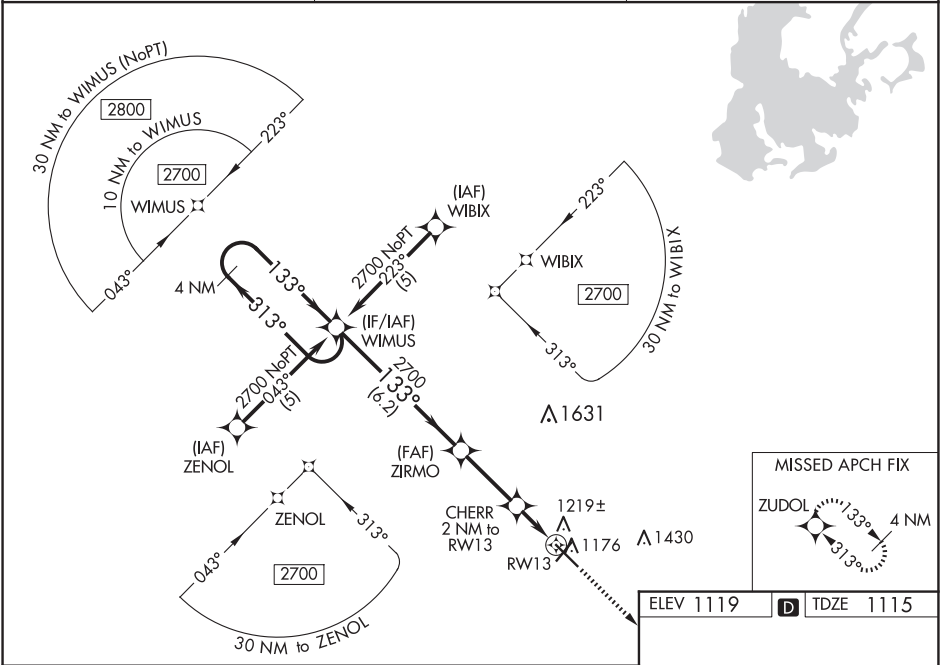 30 NM to WIMUS (NoPT)
2800
10 NM to WIMUS
2700
223°
WIMUS
043°
(IAF)
WIBIX
2700 NoPT
223°
(5)
4 NM
133°
313°
(IF/IAF)
WIMUS
2700 NoPT
043°
(5)
(IAF)
ZENOL
2700
133°
(6.2)
(FAF)
ZIRMO
223°
WIBIX
2700
313°
30 NM to WIBIX
1631
CHERR
2 NM to
RW13
1219±
1176
1430
RW13
ZENOL
043°
313°
2700
30 NM to ZENOL
MISSED APCH FIX
ZUDOL
133°
4 NM
313°
ELEV 1119
D
TDZE 1115